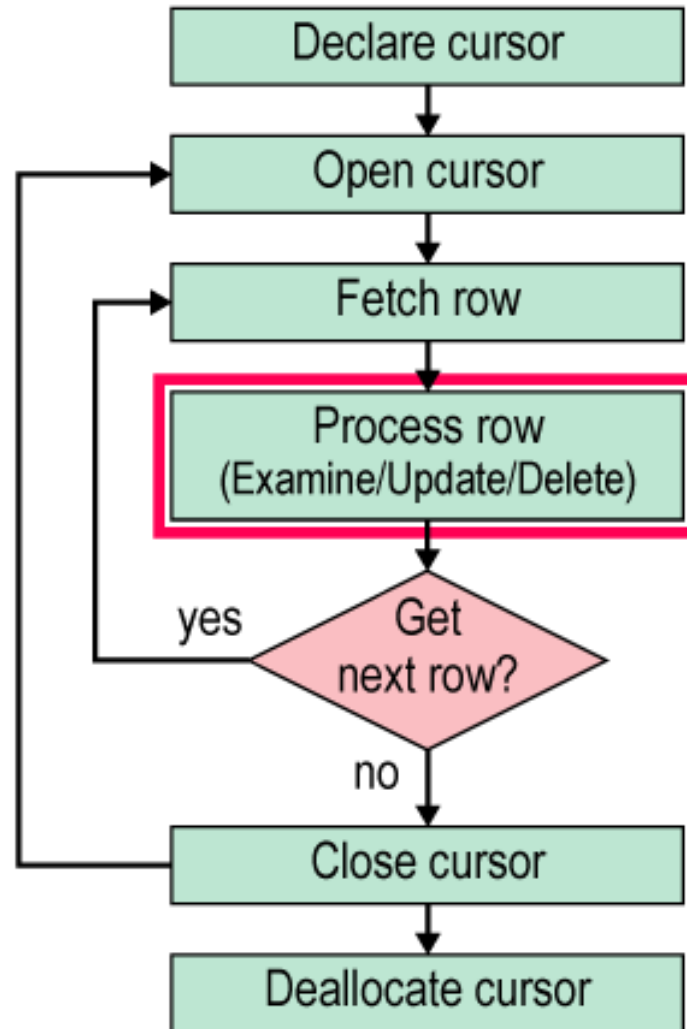 Declare cursor
Open cursor
Fetch row
Process row
(Examine/Update/Delete)
yes
Get
next row?
no
Close cursor
Deallocate cursor